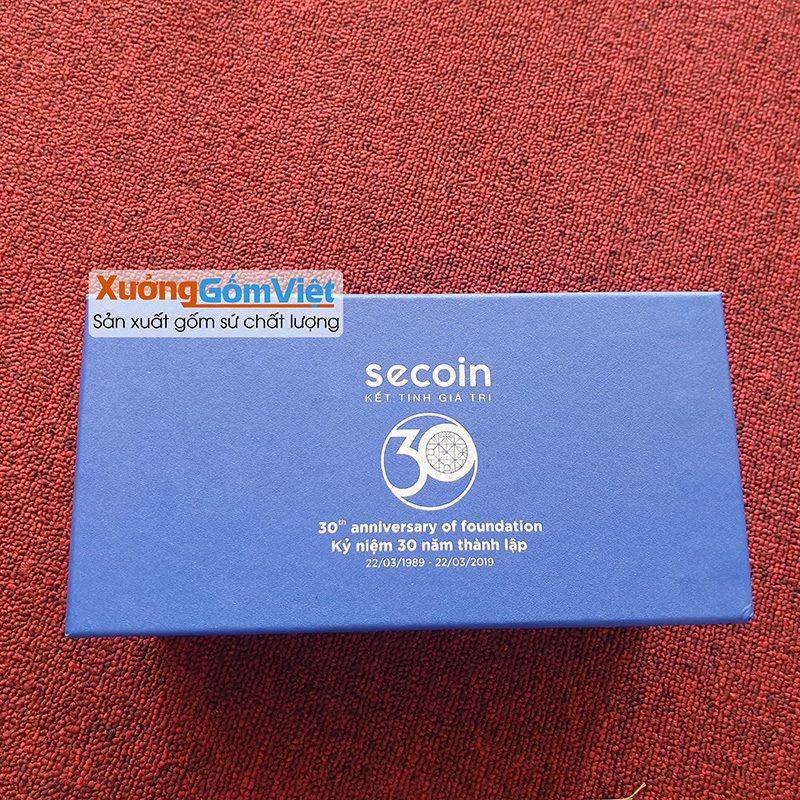 XưởngGốmViệt
Sản xuất gốm sứ chất lượng
secoin
KẾT TINH GIÁ TRỊ
30
30th anniversary of foundation
Kỷ niệm 30 năm thành lập
22/03/1989 - 22/03/2019